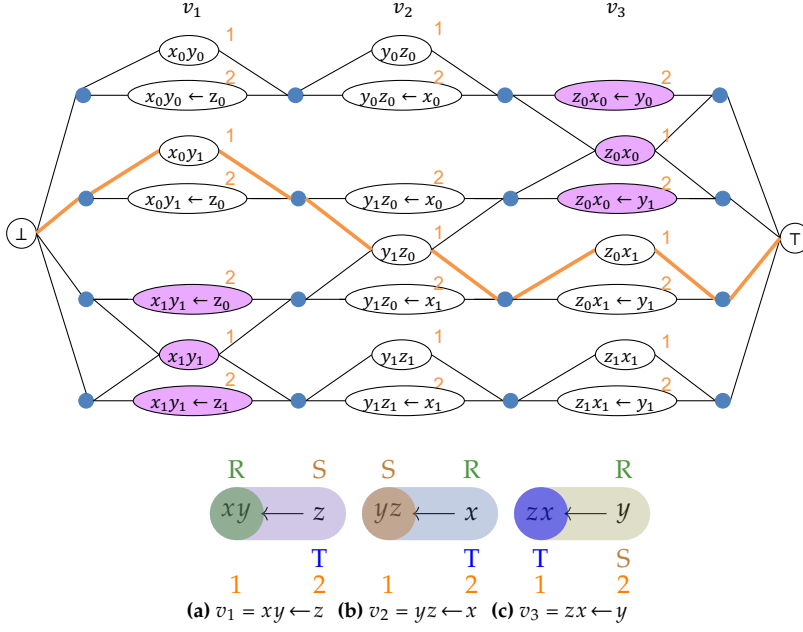 v₁ v₂ v₃
1 1
x₀y₀ y₀z₀
2 2 2
x₀y₀ ← z₀ y₀z₀ ← x₀ z₀x₀ ← y₀
1 1
x₀y₁ z₀x₀
2 2 2
x₀y₁ ← z₀ y₁z₀ ← x₀ z₀x₀ ← y₁
1 1
⊥ y₁z₀ z₀x₁ ⊤
2 2 2
x₁y₁ ← z₀ y₁z₀ ← x₁ z₀x₁ ← y₁
1 1 1
x₁y₁ y₁z₁ z₁x₁
2 2 2
x₁y₁ ← z₁ y₁z₁ ← x₁ z₁x₁ ← y₁
R S S R R
xy ← z yz ← x zx ← y
T T T S
1 2 1 2 1 2
(a) v₁ = xy ← z (b) v₂ = yz ← x (c) v₃ = zx ← y